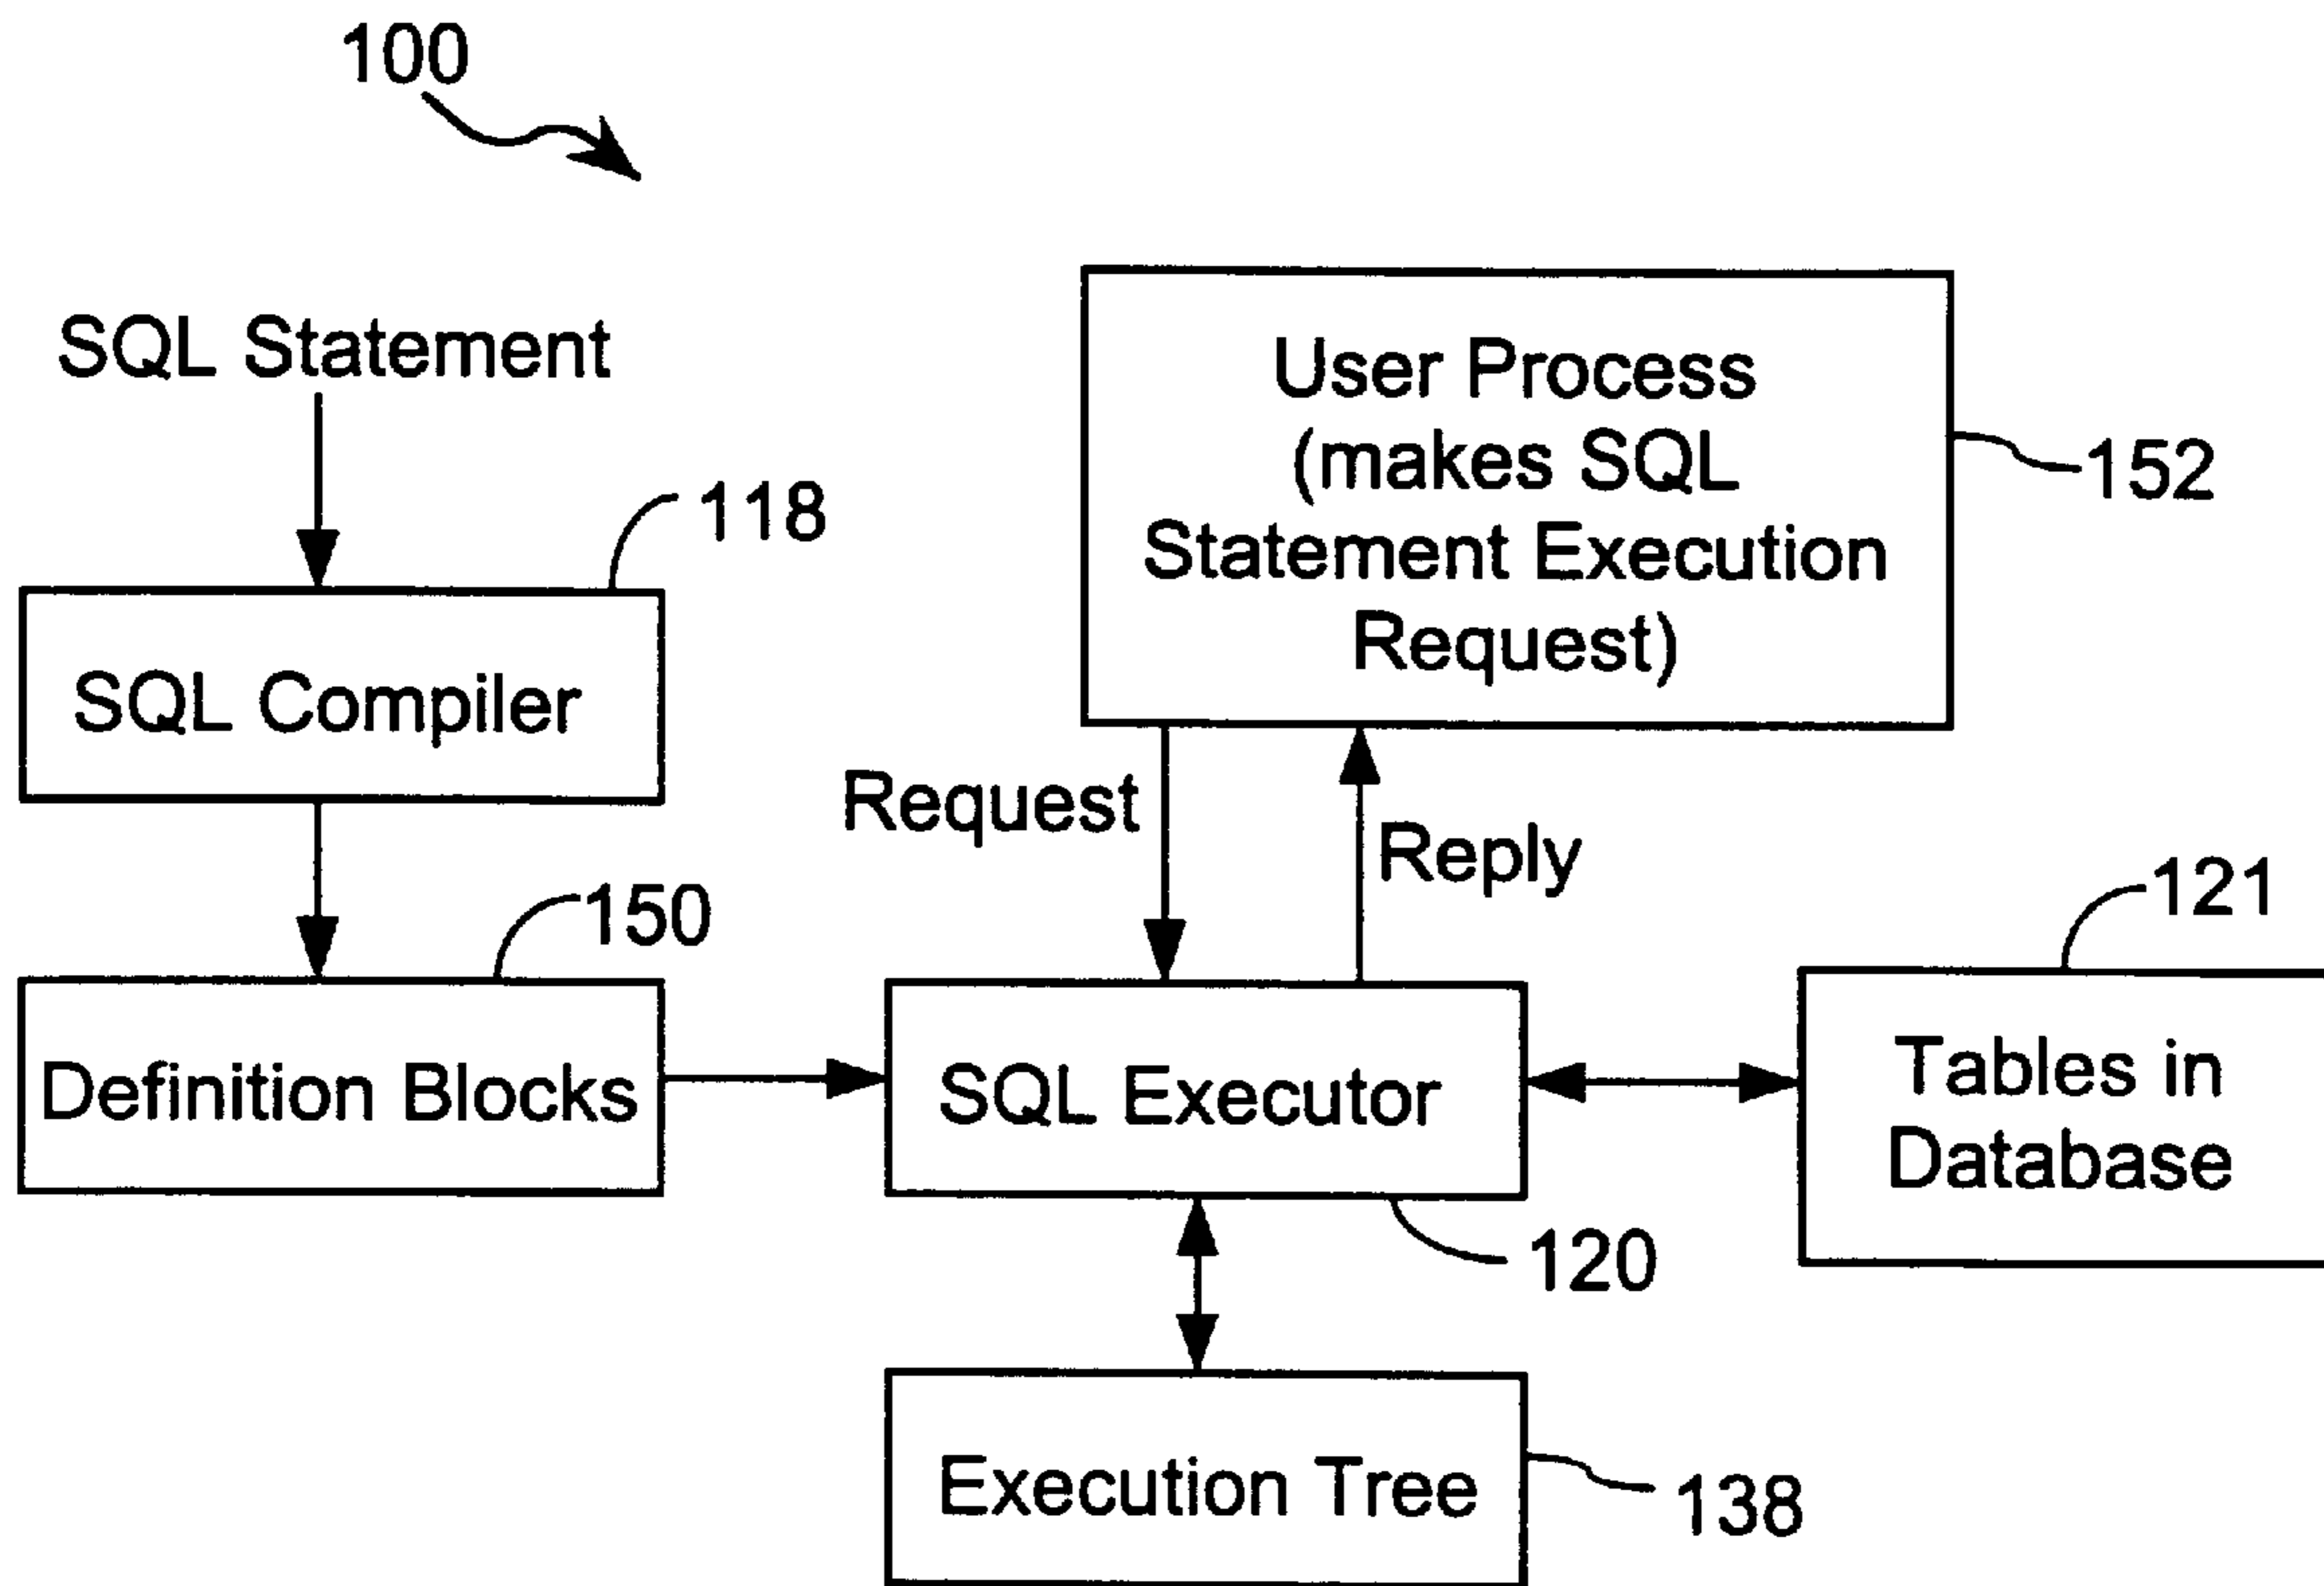 100
SQL Statement
118
SQL Compiler
User Process
(makes SQL
Statement Execution
Request)
152
Request
Reply
150
Definition Blocks
SQL Executor
120
121
Tables in
Database
Execution Tree
138